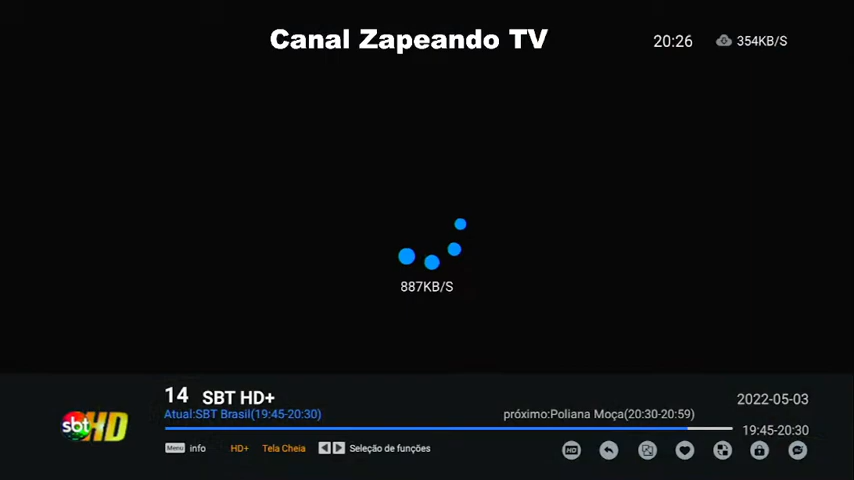 Canal Zapeando TV
20:26
354KB/S
887KB/S
14 SBT HD+
2022-05-03
Atual:SBT Brasil(19:45-20:30)
próximo:Poliana Moça(20:30-20:59)
19:45-20:30
sbt HD
Menu info HD+ Tela Cheia Seleção de funções
HD